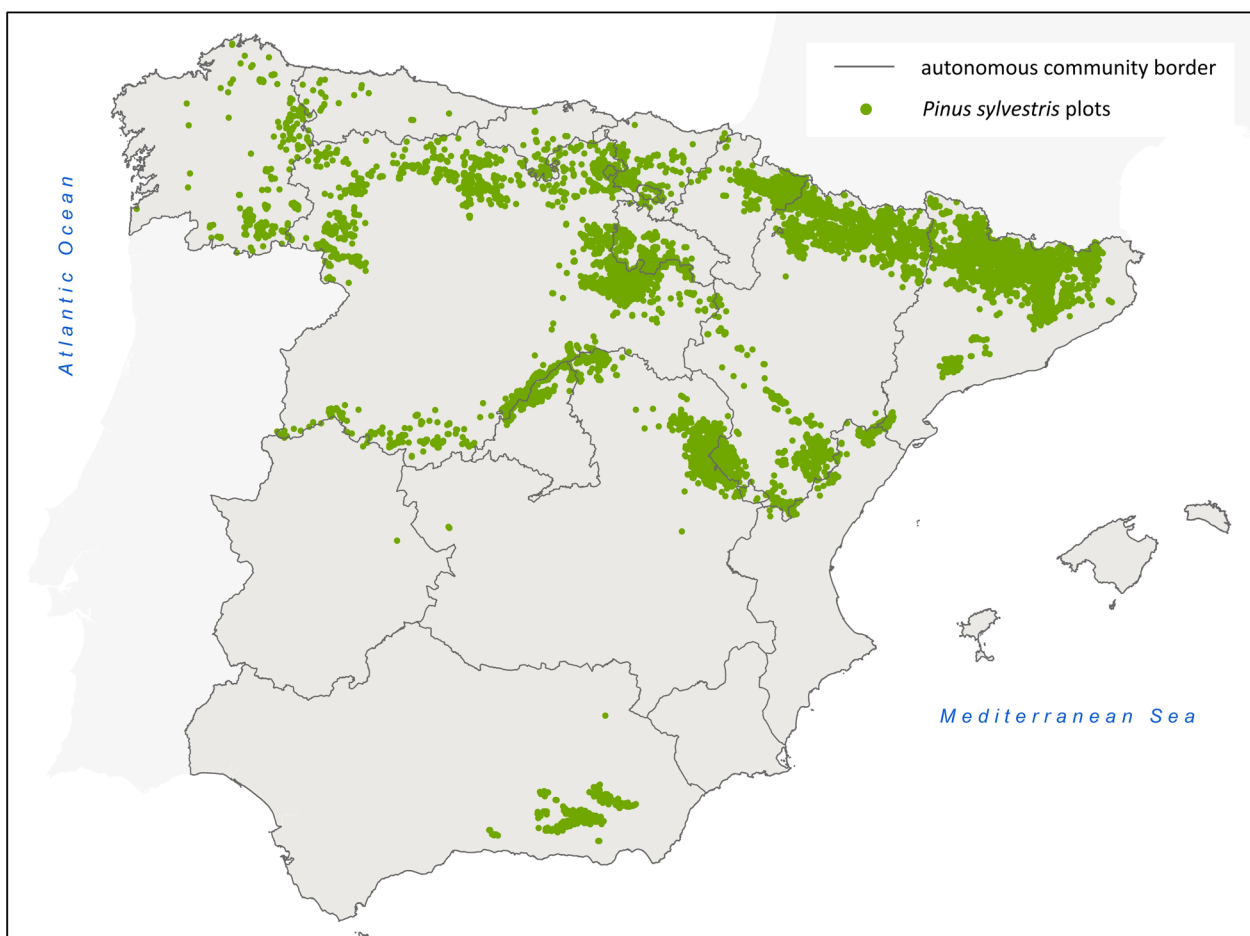 autonomous community border
Pinus sylvestris plots
Atlantic Ocean
Mediterranean Sea